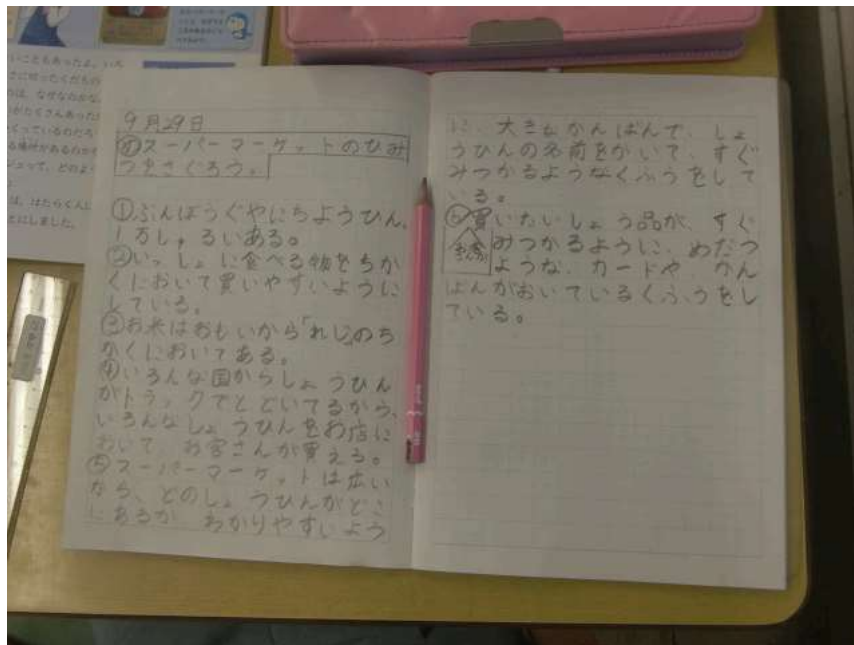 いこともあったよ。いろ
9月29日
めスーパーマーケットのひみ
つをさぐろう。
①ぶんぼうぐやにちようひん、
1万しゅるいある。
②いっしょに食べる物をちか
くにおいて買いやすいように
している。
③お米はおもいから「れじ」のち
かくにおいてある。
④いろんな国からしょうひん
がトラックでとどいてるから、
いろんなしょうひんをお店に
おいて、お客さんが買える。
⑤スーパーマーケットは広い
から、どのしょうひんがどこ
にあるか、わかりやすいよう
に、大きなかんばんで、しょ
うひんの名前をかいて、すぐ
みつかるようなくふうをして
いる。
⑥買いたいしょう品が、すぐ
みつかるように、めだつ
ような、カードや、かん
ばんがおいているくふうをし
ている。